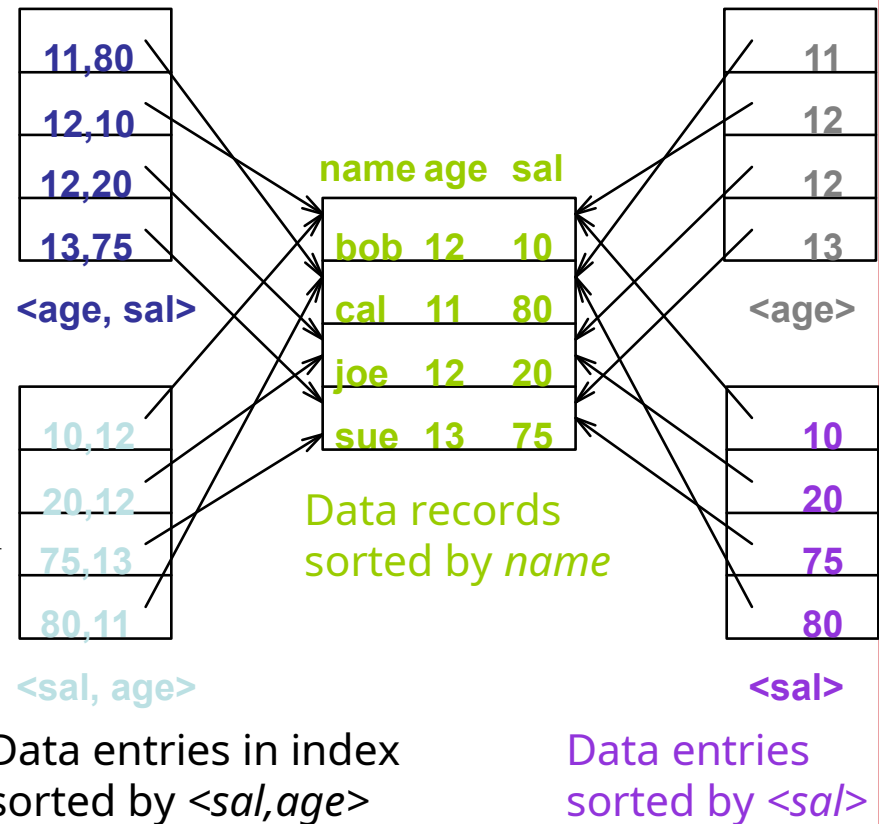 11,80
12,10
12,20
13,75
<age, sal>
10,12
20,12
75,13
80,11
<sal, age>
Data entries in index
sorted by <sal,age>
name age sal
bob 12 10
cal 11 80
joe 12 20
sue 13 75
Data records
sorted by name
11
12
12
13
<age>
10
20
75
80
<sal>
Data entries
sorted by <sal>